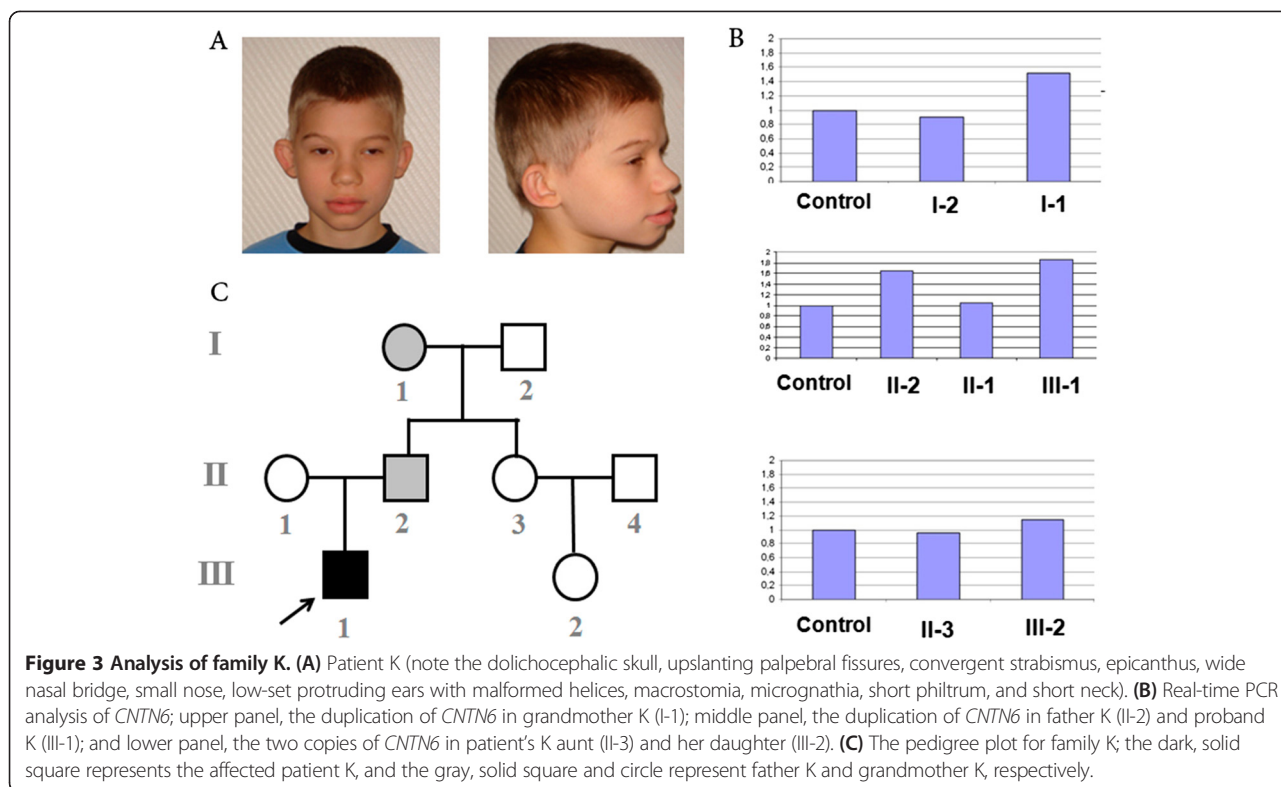 A
B
2
1,8
1,6
1,4
1,2
1
0,8
0,6
0,4
0,2
0
Control I-2 I-1
2
1,8
1,6
1,4
1,2
1
0,8
0,6
0,4
0,2
0
Control II-2 II-1 III-1
2
1,8
1,6
1,4
1,2
1
0,8
0,6
0,4
0,2
0
Control II-3 III-2
C
I
1 2
II
1 2 3 4
III
1 2
Figure 3 Analysis of family K. (A) Patient K (note the dolichocephalic skull, upslanting palpebral fissures, convergent strabismus, epicanthus, wide
nasal bridge, small nose, low-set protruding ears with malformed helices, macrostomia, micrognathia, short philtrum, and short neck). (B) Real-time PCR
analysis of CNTN6; upper panel, the duplication of CNTN6 in grandmother K (I-1); middle panel, the duplication of CNTN6 in father K (II-2) and proband
K (III-1); and lower panel, the two copies of CNTN6 in patient's K aunt (II-3) and her daughter (III-2). (C) The pedigree plot for family K; the dark, solid
square represents the affected patient K, and the gray, solid square and circle represent father K and grandmother K, respectively.